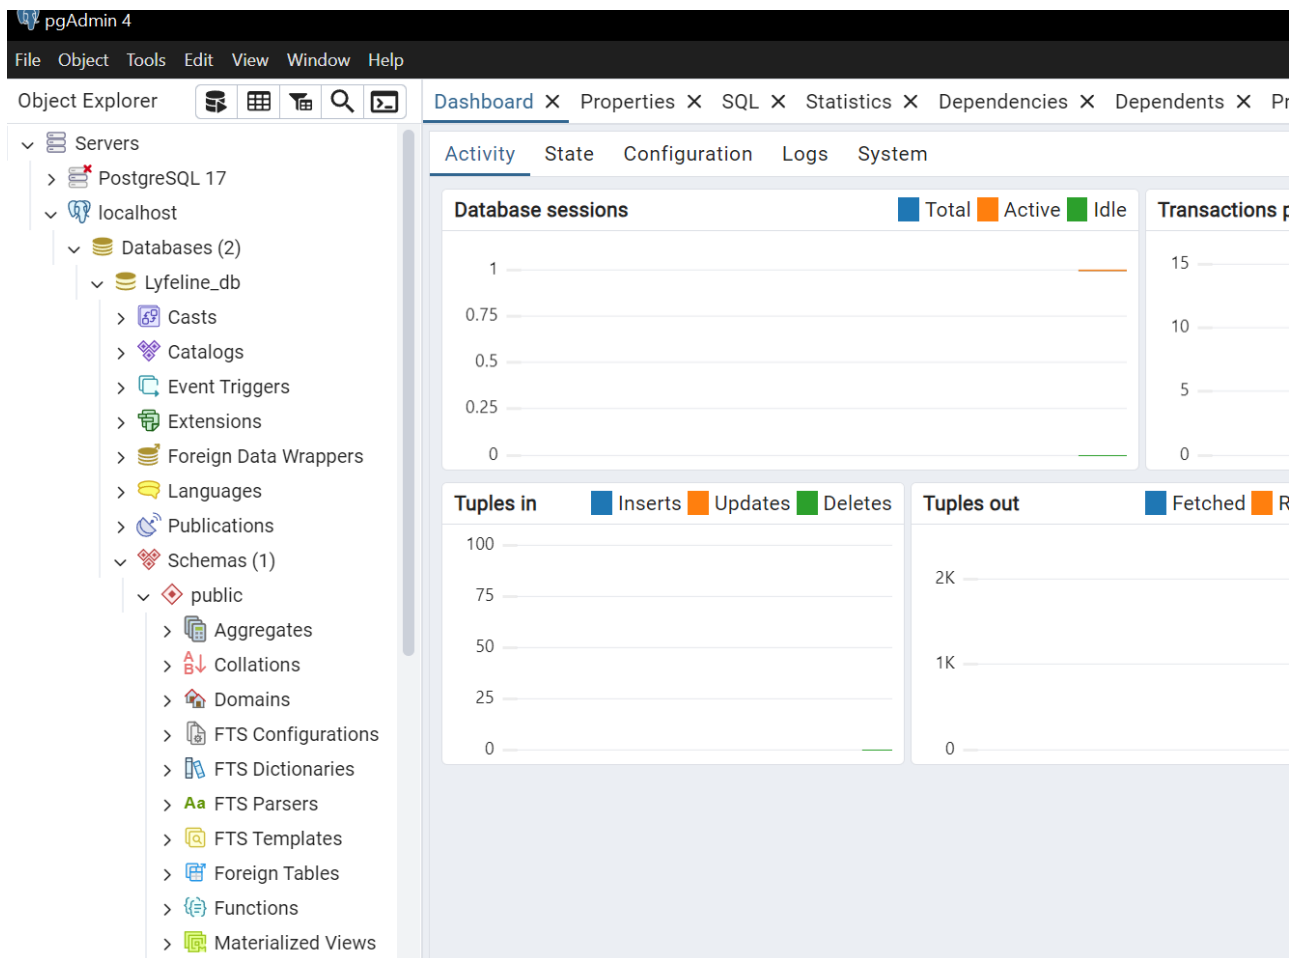 pgAdmin 4
File Object Tools Edit View Window Help
Object Explorer
Dashboard Properties SQL Statistics Dependencies Dependents
Servers
PostgreSQL 17
localhost
Databases (2)
Lyfeline_db
Casts
Catalogs
Event Triggers
Extensions
Foreign Data Wrappers
Languages
Publications
Schemas (1)
public
Aggregates
Collations
Domains
FTS Configurations
FTS Dictionaries
Aa FTS Parsers
FTS Templates
Foreign Tables
Functions
Materialized Views
Activity State Configuration Logs System
Database sessions Total Active Idle
1
0.75
0.5
0.25
0
Transactions
15
10
5
0
Tuples in Inserts Updates Deletes
100
75
50
25
0
Tuples out Fetched
2K
1K
0